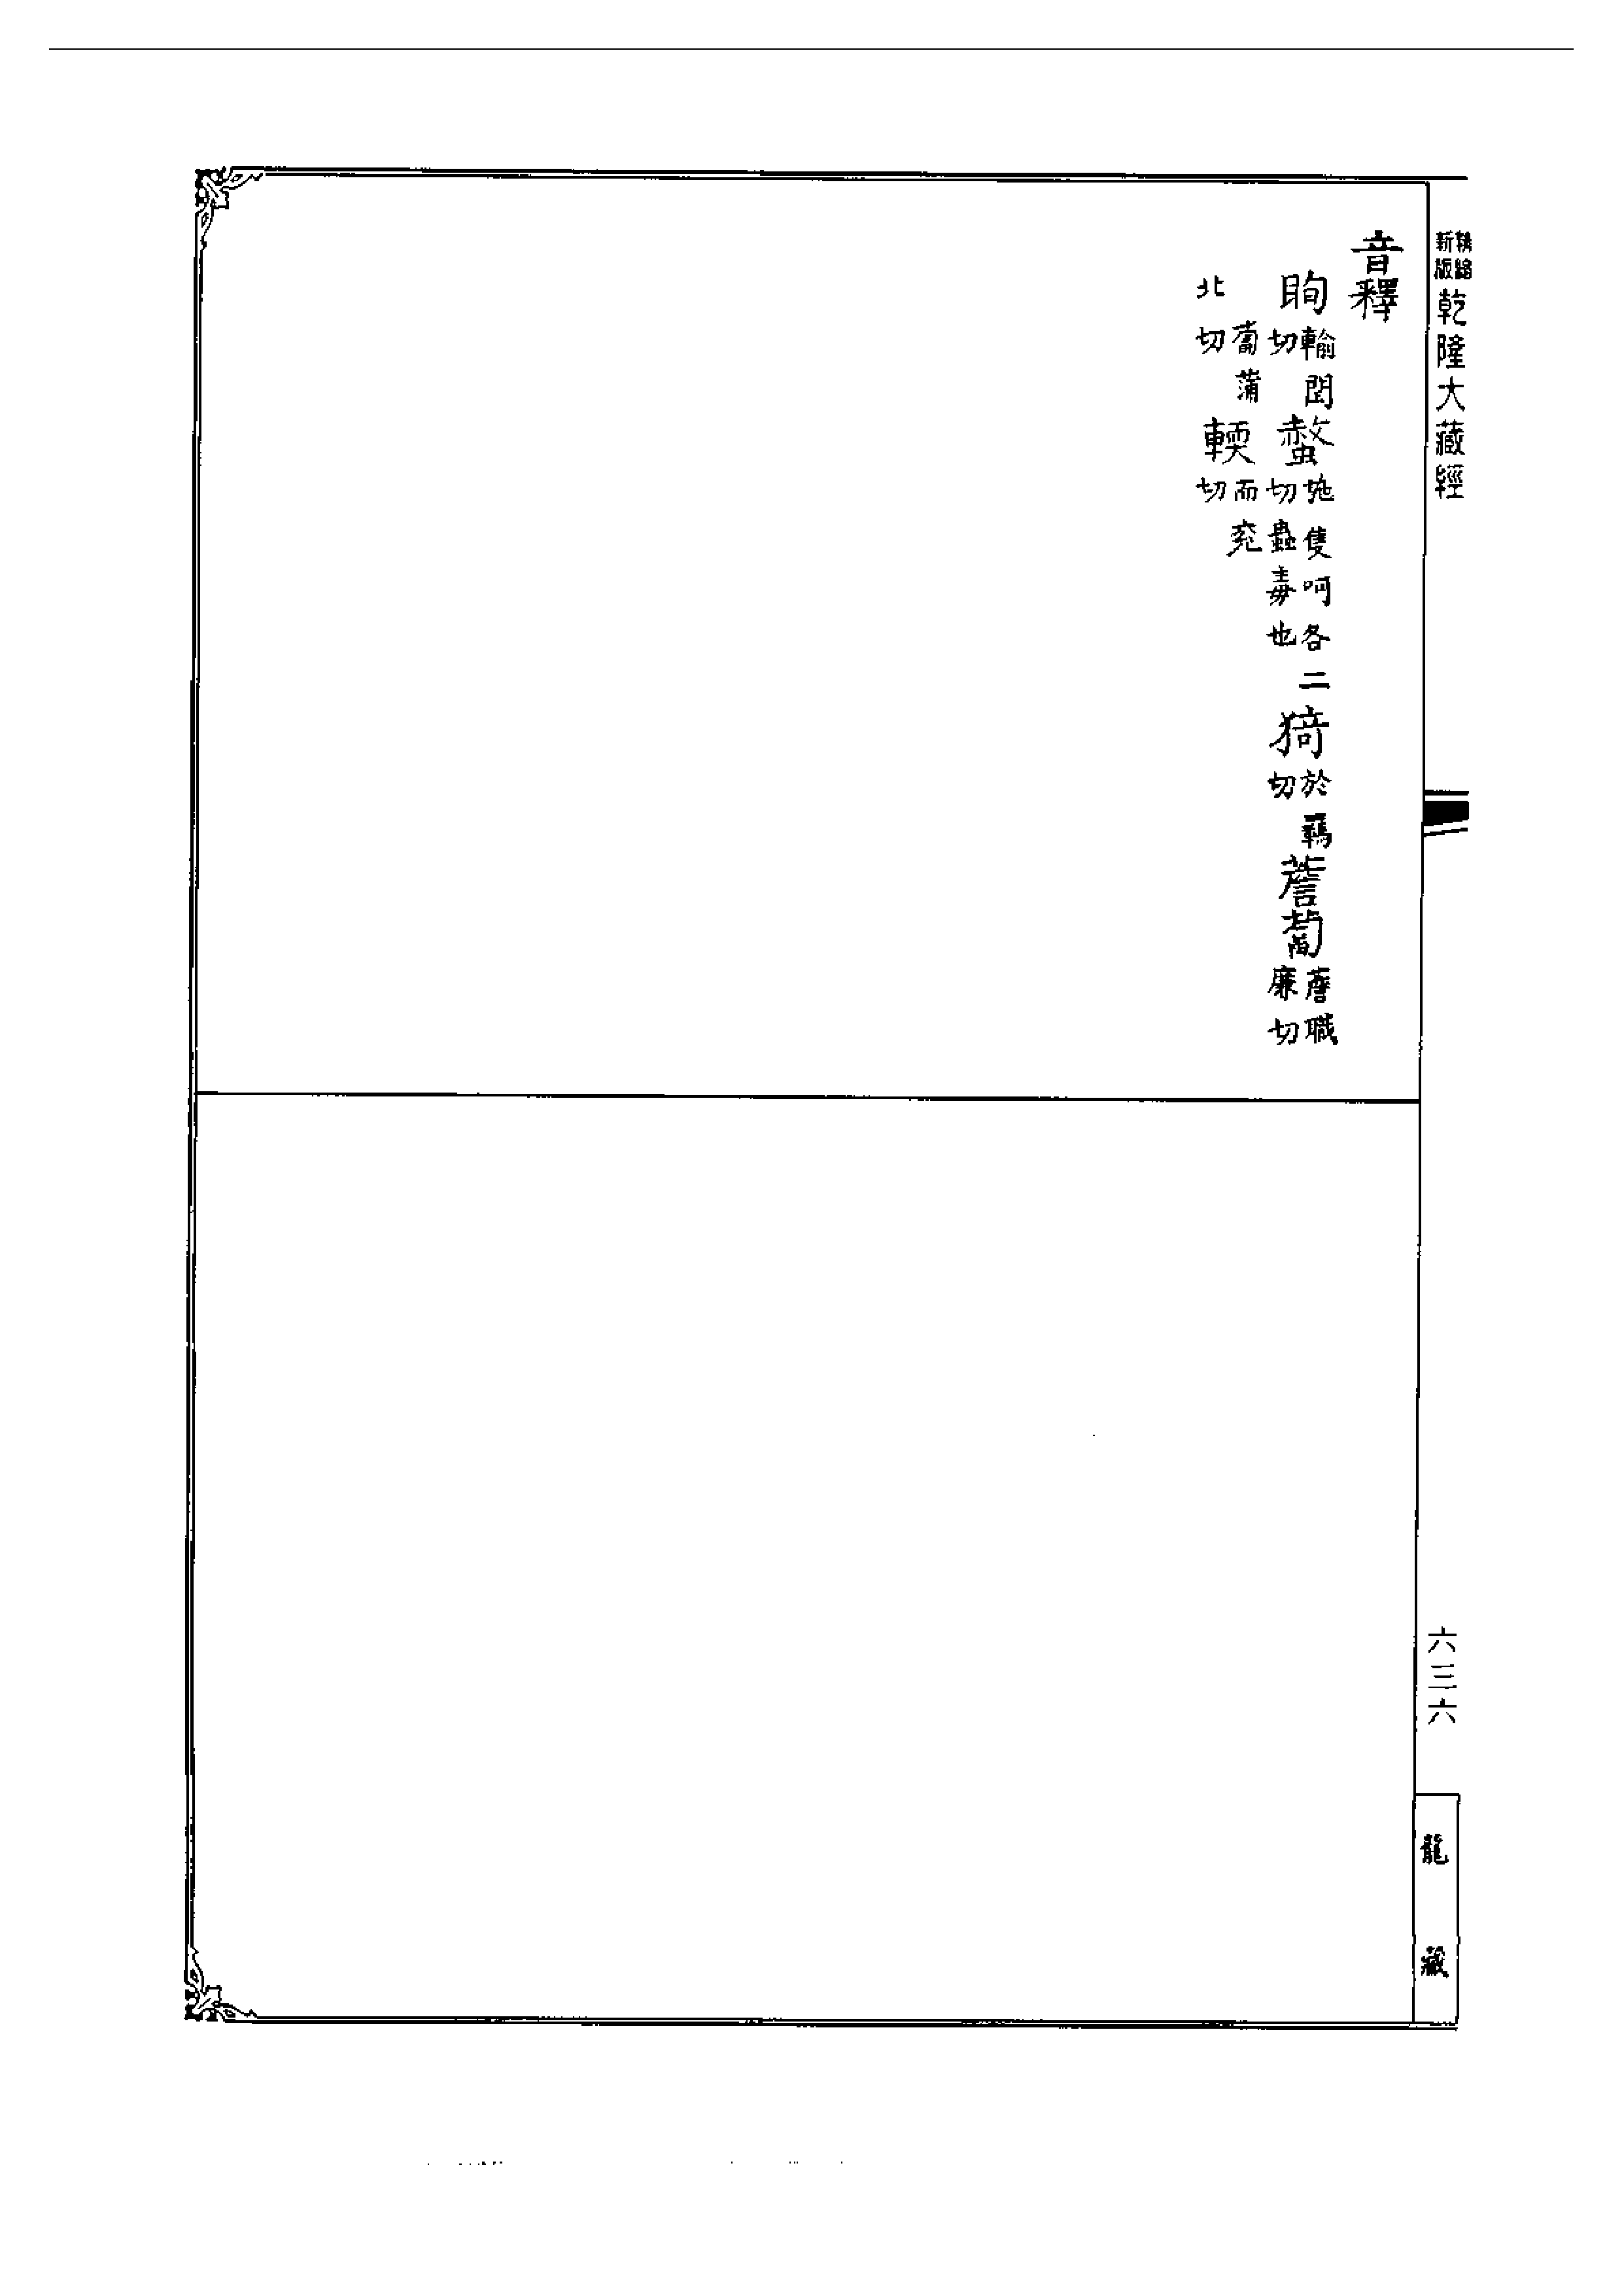 精縮新版乾隆大藏經
音釋
眴輸閏切螫施隻呵各二切蟲毒也猗於羈切薝蔔薝職廉切
蔔蒲北切輭而兖切
六三六
龍藏